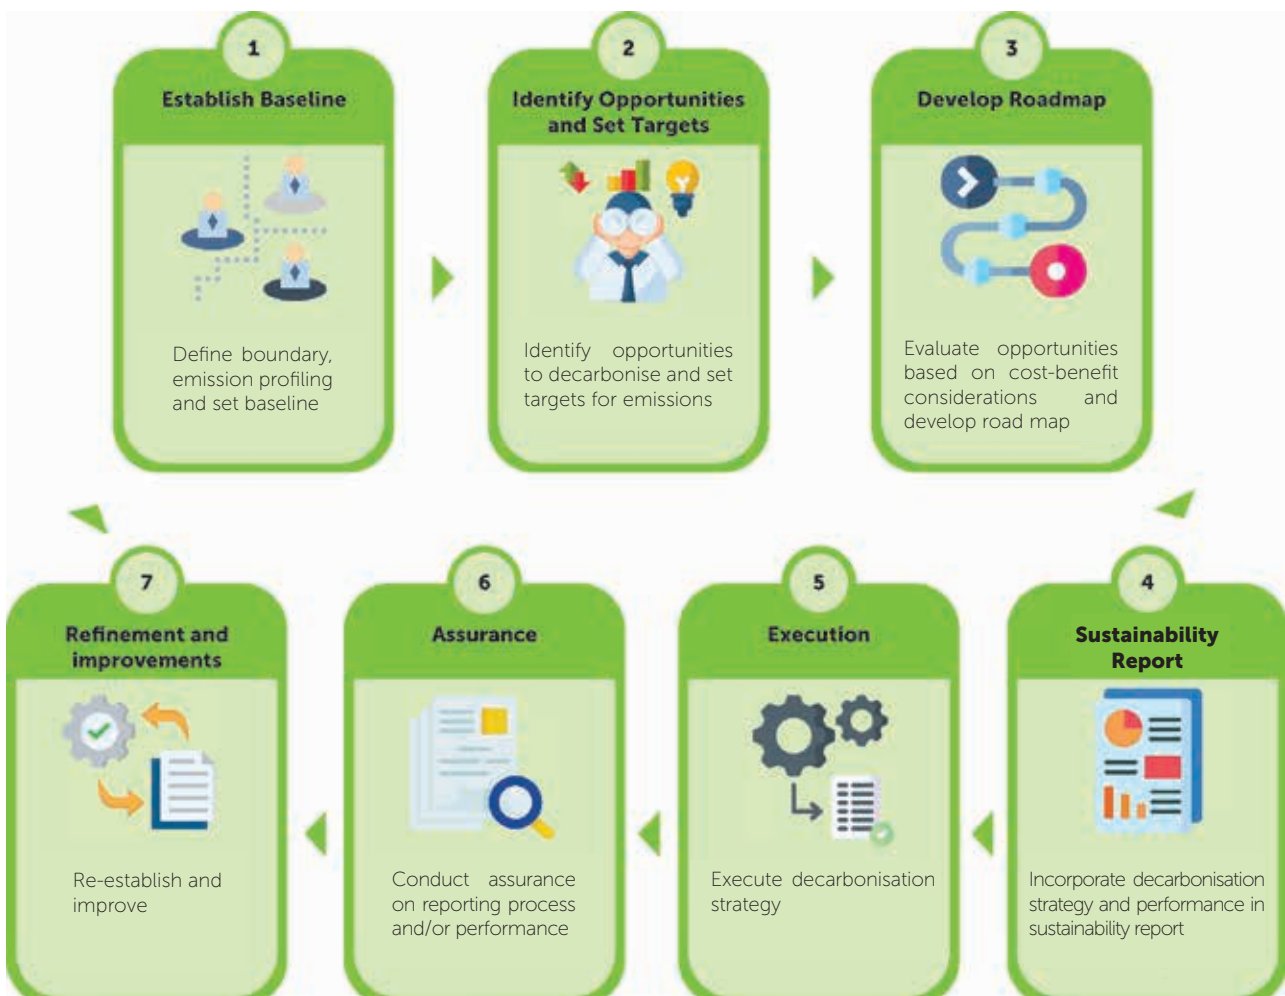 1
Establish Baseline
Define boundary,
emission profiling
and set baseline
2
Identify Opportunities
and Set Targets
Identify opportunities
to decarbonise and set
targets for emissions
3
Develop Roadmap
Evaluate opportunities
based on cost-benefit
considerations and
develop road map
4
Sustainability
Report
Incorporate decarbonisation
strategy and performance in
sustainability report
5
Execution
Execute decarbonisation
strategy
6
Assurance
Conduct assurance
on reporting process
and/or performance
7
Refinement and
improvements
Re-establish and
improve